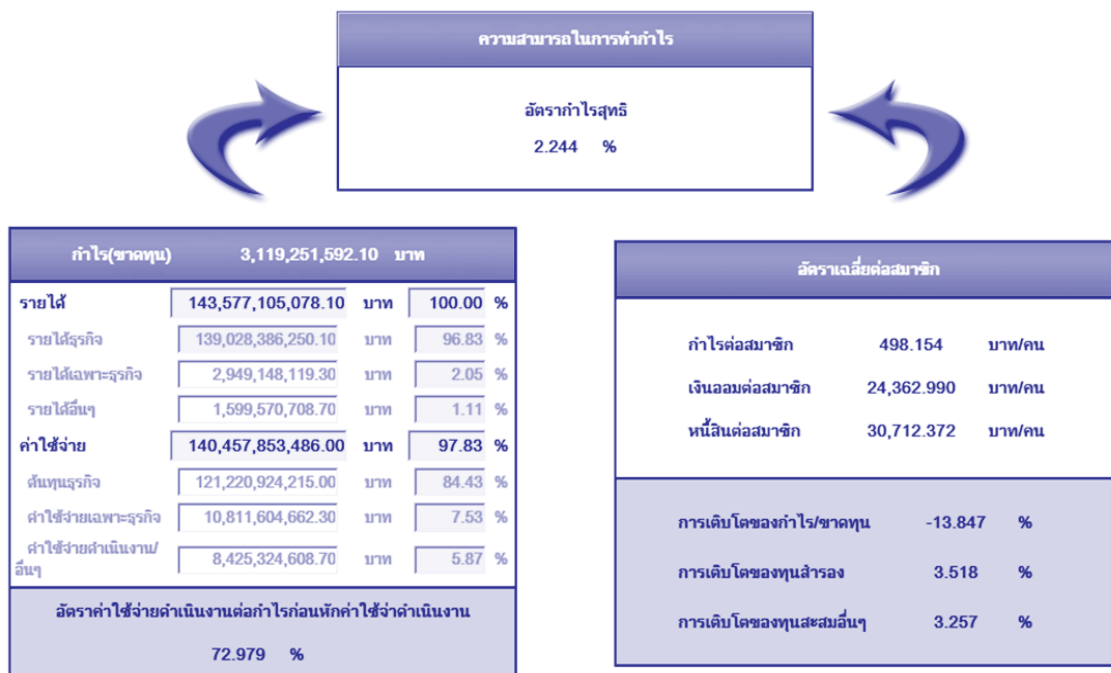 ความสามารถในการทำกำไร
อัตรากำไรสุทธิ
2.244 %
กำไร(ขาดทุน) 3,119,251,592.10 บาท
รายได้ 143,577,105,078.10 บาท 100.00 %
รายได้ธุรกิจ 139,028,386,250.10 บาท 96.83 %
รายได้เฉพาะธุรกิจ 2,949,148,119.30 บาท 2.05 %
รายได้อื่นๆ 1,599,570,708.70 บาท 1.11 %
ค่าใช้จ่าย 140,457,853,486.00 บาท 97.83 %
ต้นทุนธุรกิจ 121,220,924,215.00 บาท 84.43 %
ค่าใช้จ่ายเฉพาะธุรกิจ 10,811,604,662.30 บาท 7.53 %
ค่าใช้จ่ายดำเนินงาน/
อื่นๆ 8,425,324,608.70 บาท 5.87 %
อัตราค่าใช้จ่ายดำเนินงานต่อกำไรก่อนหักค่าใช้จ่าดำเนินงาน
72.979 %
อัตราเฉลี่ยต่อสมาชิก
กำไรต่อสมาชิก 498.154 บาท/คน
เงินออมต่อสมาชิก 24,362.990 บาท/คน
หนี้สินต่อสมาชิก 30,712.372 บาท/คน
การเติบโตของกำไร/ขาดทุน -13.847 %
การเติบโตของทุนสำรอง 3.518 %
การเติบโตของทุนสะสมอื่นๆ 3.257 %